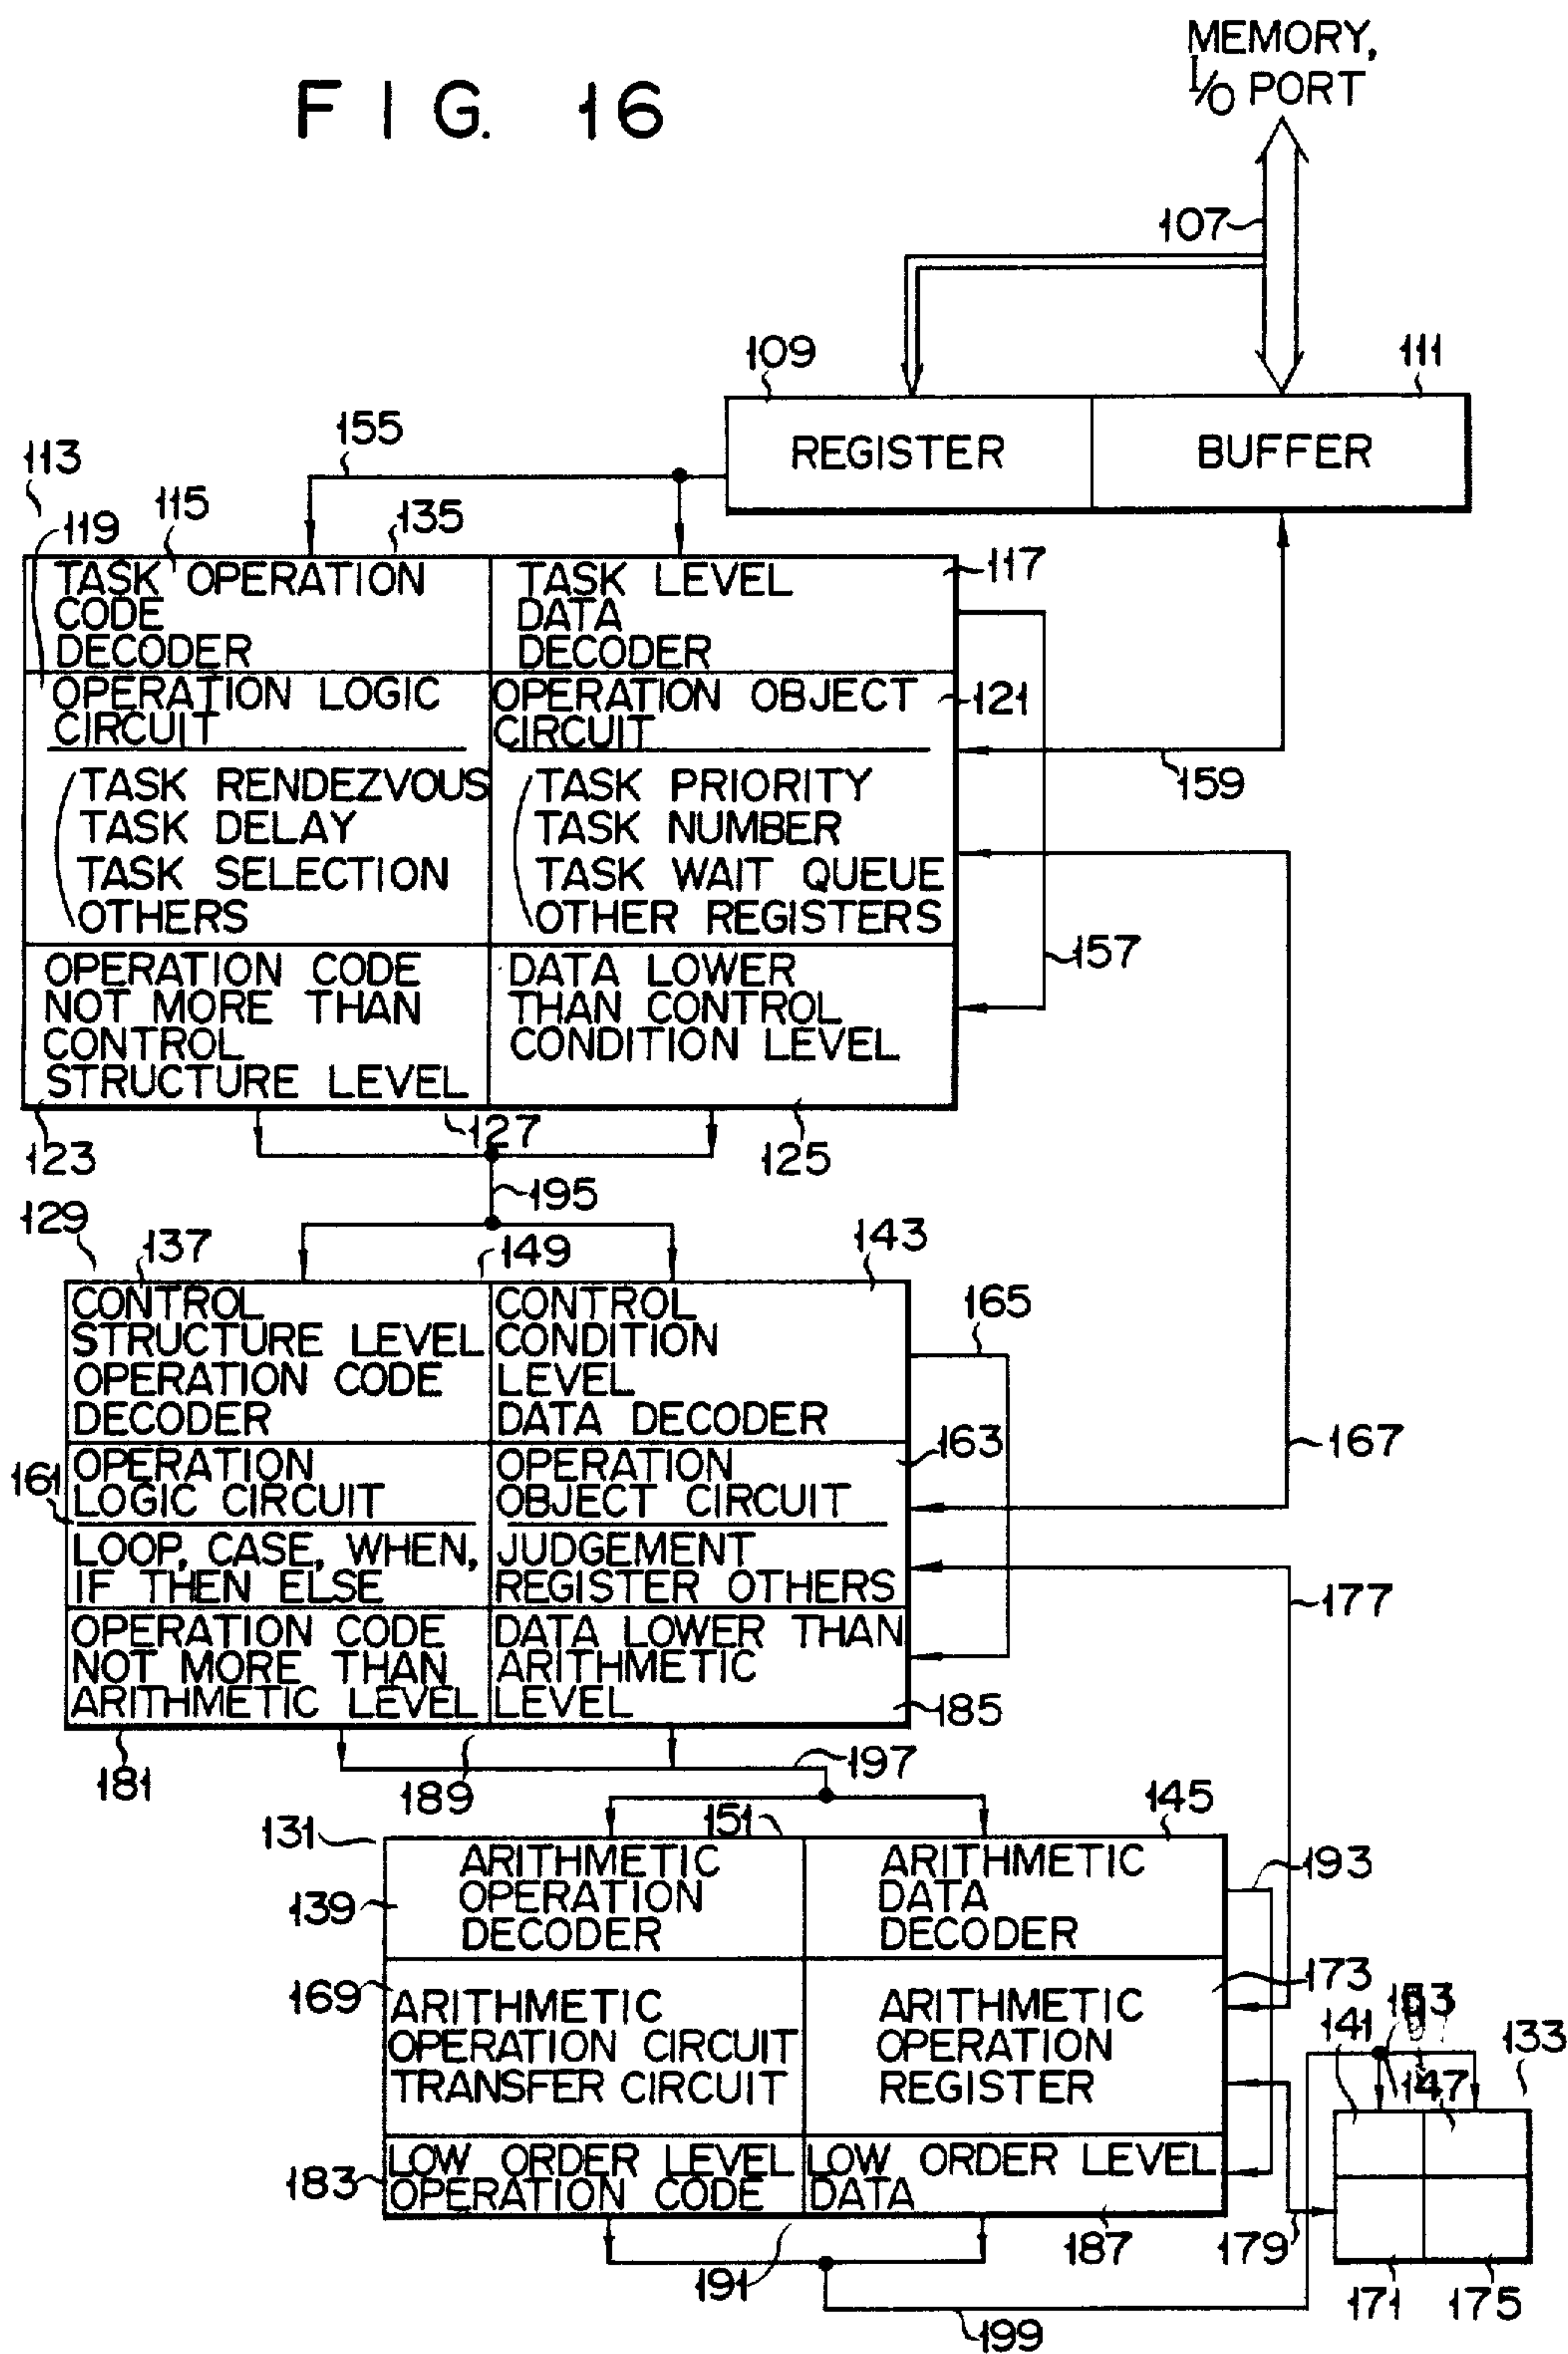 FIG. 16
MEMORY,
I/O PORT
107
109
111
REGISTER
BUFFER
155
113
115
135
119
117
TASK OPERATION
CODE
DECODER
TASK LEVEL
DATA
DECODER
OPERATION LOGIC
CIRCUIT
OPERATION OBJECT
CIRCUIT
121
159
TASK RENDEZVOUS
TASK DELAY
TASK SELECTION
OTHERS
TASK PRIORITY
TASK NUMBER
TASK WAIT QUEUE
OTHER REGISTERS
157
OPERATION CODE
NOT MORE THAN
CONTROL
STRUCTURE LEVEL
DATA LOWER
THAN CONTROL
CONDITION LEVEL
123
127
125
195
129
137
149
143
CONTROL
STRUCTURE LEVEL
OPERATION CODE
DECODER
CONTROL
CONDITION
LEVEL
DATA DECODER
165
161
OPERATION
LOGIC CIRCUIT
OPERATION
OBJECT CIRCUIT
163
167
LOOP, CASE, WHEN,
IF THEN ELSE
JUDGEMENT
REGISTER OTHERS
177
OPERATION CODE
NOT MORE THAN
ARITHMETIC LEVEL
DATA LOWER THAN
ARITHMETIC
LEVEL
185
181
189
197
131
151
145
ARITHMETIC
OPERATION
DECODER
ARITHMETIC
DATA
DECODER
139
193
169
ARITHMETIC
OPERATION CIRCUIT
TRANSFER CIRCUIT
ARITHMETIC
OPERATION
REGISTER
173
141
153
133
147
183
LOW ORDER LEVEL
OPERATION CODE
LOW ORDER LEVEL
DATA
191
187
179
171
175
199